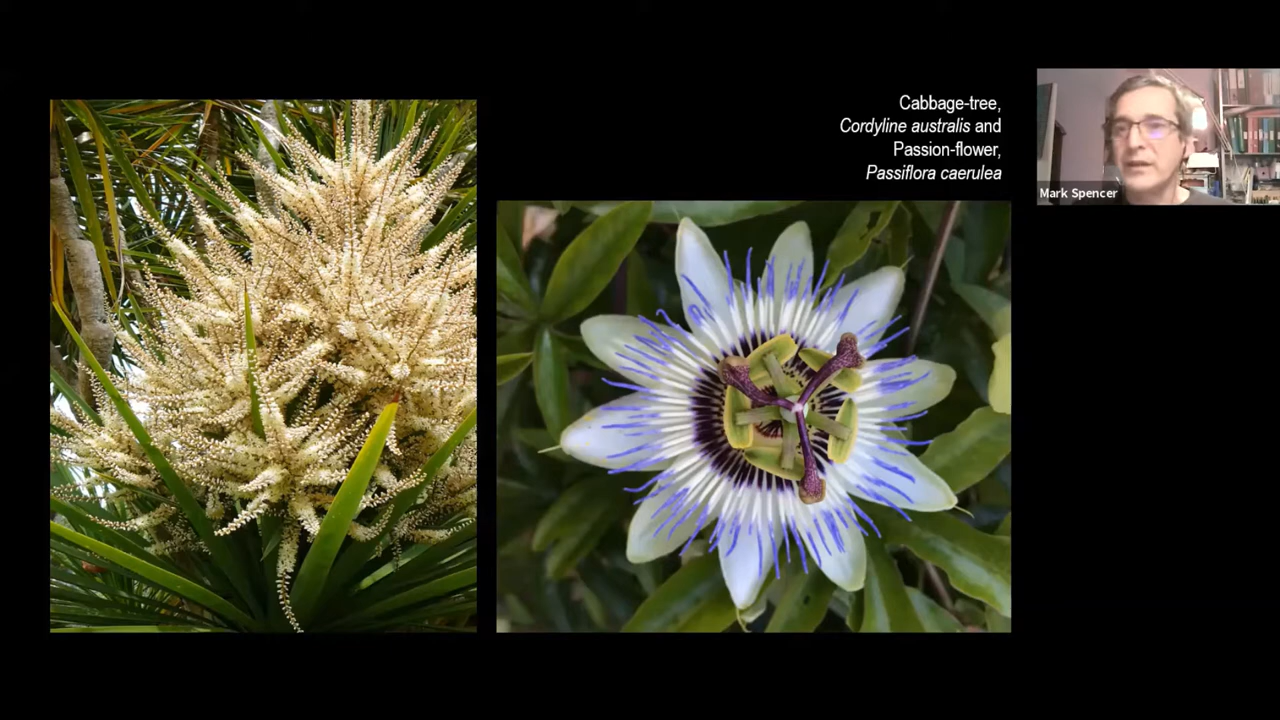 Cabbage-tree,
Cordyline australis and
Passion-flower,
Passiflora caerulea
Mark Spencer